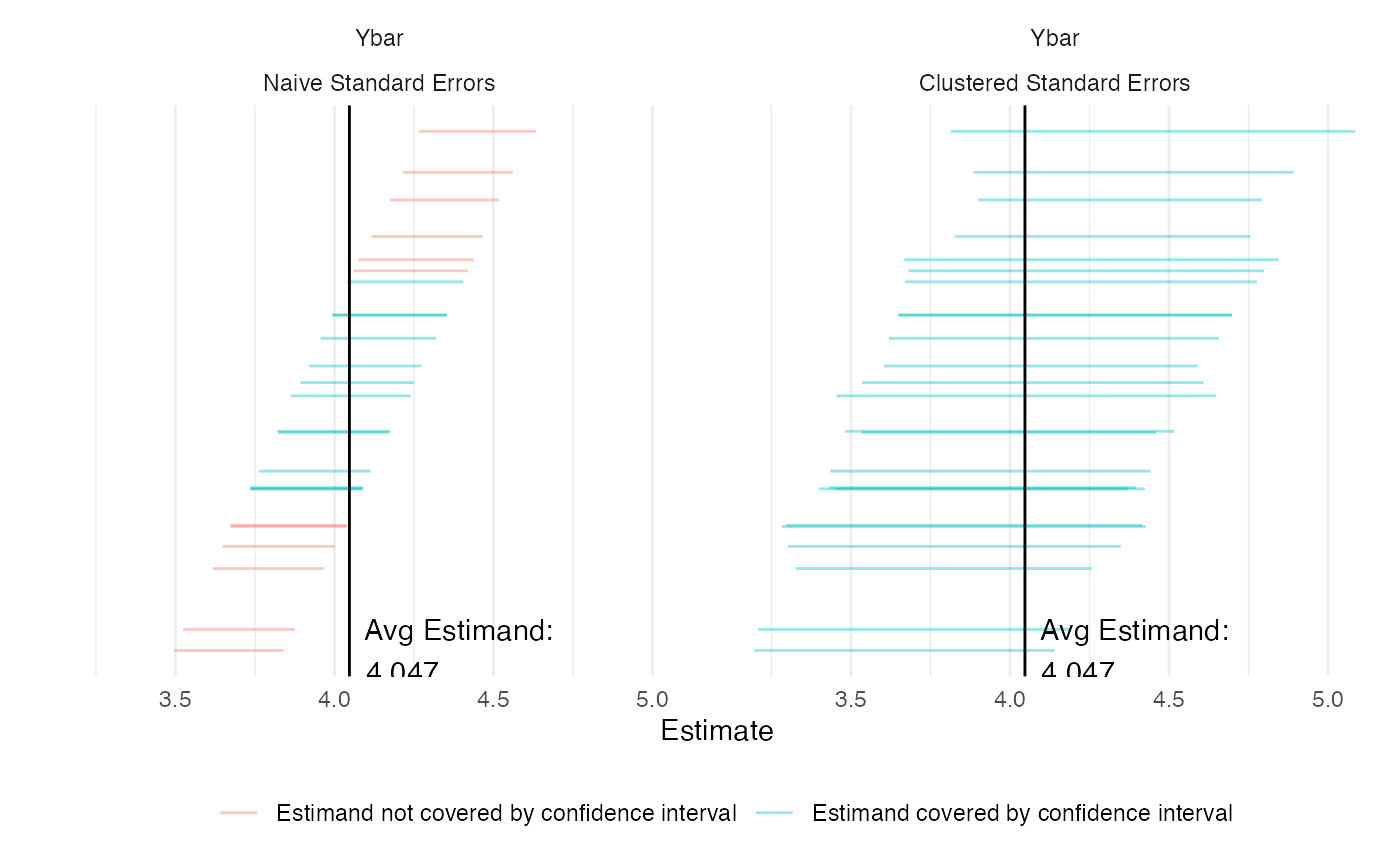 Ybar
Ybar
Naive Standard Errors
Clustered Standard Errors
Avg Estimand:
4.047
Avg Estimand:
4.047
3.5 4.0 4.5 5.0
3.5 4.0 4.5 5.0
Estimate
Estimand not covered by confidence interval
Estimand covered by confidence interval